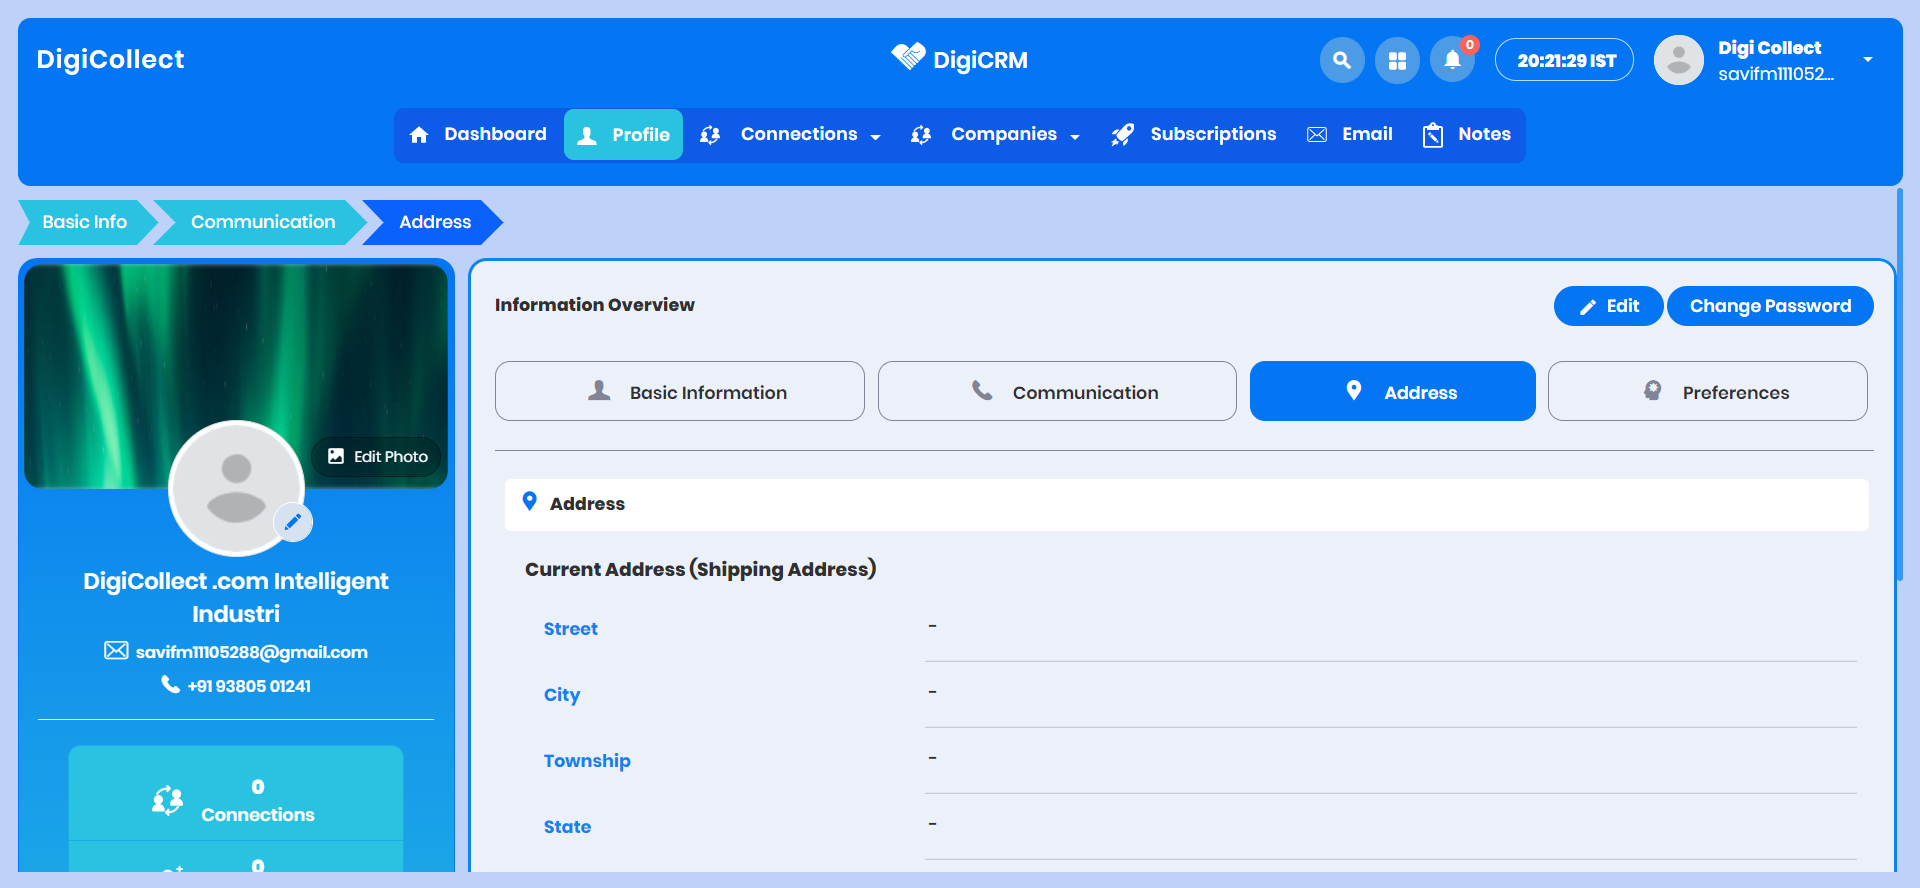 DigiCollect
DigiCRM
0
20:21:29 IST
Digi Collect
savifm111052...
Dashboard
Profile
Connections
Companies
Subscriptions
Email
Notes
Basic Info
Communication
Address
Edit Photo
DigiCollect .com Intelligent
Industri
savifm11105288@gmail.com
+91 93805 01241
0
Connections
0
Information Overview
Edit
Change Password
Basic Information
Communication
Address
Preferences
Address
Current Address (Shipping Address)
Street -
City -
Township -
State -